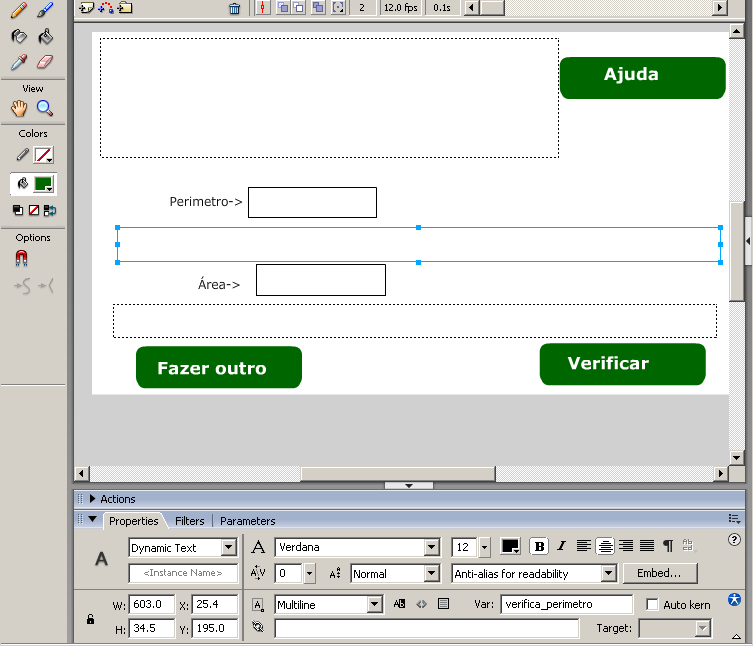 2
12.0 fps
0.1s
View
Colors
Options
Ajuda
Perimetro->
Área->
Fazer outro
Verificar
Actions
Properties Filters Parameters
A Dynamic Text A Verdana 12 B I ¶ ?
<Instance Name> A/V 0 Normal Anti-alias for readability Embed...
W: 603.0 X: 25.4 A Multiline AB <> Var: verifica_perimetro Auto kern
H: 34.5 Y: 195.0 Target: